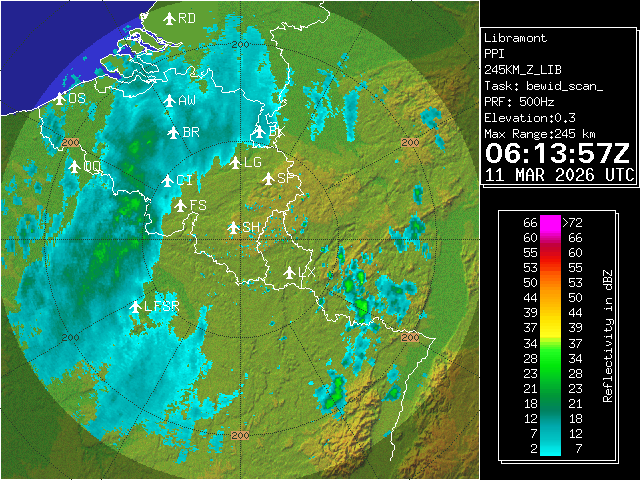 RD
200
OS
AW
BR
BK
200
200
QQ
LG
CI
SP
FS
SH
LX
LFSR
200
200
200
Libramont
PPI
245KM_Z_LIB
Task: bewid_scan_
PRF: 500Hz
Elevation:0.3
Max Range:245 km
06:13:57Z
11 MAR 2026 UTC
66 >72
60 66
55 60
53 55
50 53
44 50
39 44
37 39
34 37
28 34
23 28
21 23
18 21
12 18
7 12
2 7
Reflectivity in dBZ